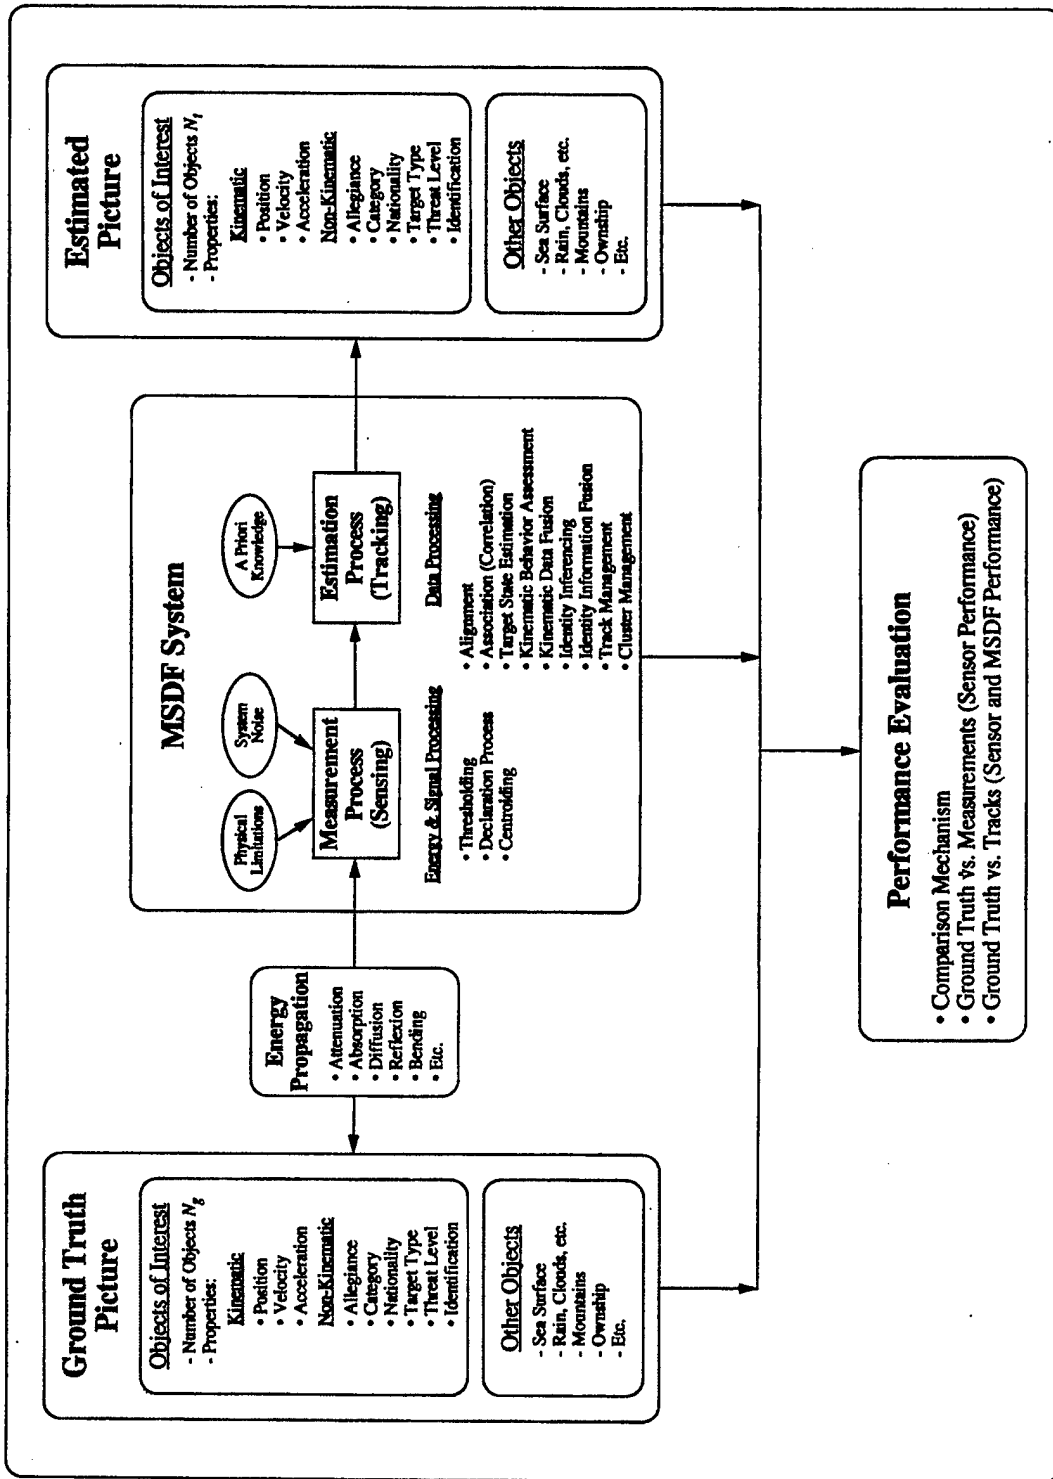 Ground Truth
Picture
Objects of Interest
- Number of Objects Ng
- Properties:
Kinematic
• Position
• Velocity
• Acceleration
Non-Kinematic
• Allegiance
• Category
• Nationality
• Target Type
• Threat Level
• Identification
Other Objects
- Sea Surface
- Rain, Clouds, etc.
- Mountains
- Ownship
- Etc.
Energy
Propagation
• Attenuation
• Absorption
• Diffusion
• Reflexion
• Bending
• Etc.
MSDF System
Physical
Limitations
System
Noise
A Priori
Knowledge
Measurement
Process
(Sensing)
Estimation
Process
(Tracking)
Energy & Signal Processing
• Thresholding
• Declaration Process
• Centroiding
Data Processing
• Alignment
• Association (Correlation)
• Target State Estimation
• Kinematic Behavior Assessment
• Kinematic Data Fusion
• Identity Inferencing
• Identity Information Fusion
• Track Management
• Cluster Management
Estimated
Picture
Objects of Interest
- Number of Objects Nt
- Properties:
Kinematic
• Position
• Velocity
• Acceleration
Non-Kinematic
• Allegiance
• Category
• Nationality
• Target Type
• Threat Level
• Identification
Other Objects
- Sea Surface
- Rain, Clouds, etc.
- Mountains
- Ownship
- Etc.
Performance Evaluation
• Comparison Mechanism
• Ground Truth vs. Measurements (Sensor Performance)
• Ground Truth vs. Tracks (Sensor and MSDF Performance)